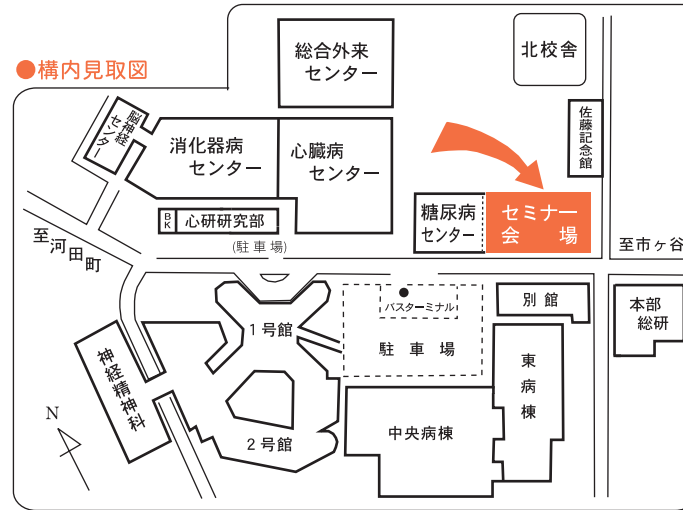 ●構内見取図
総合外来
センター
北校舎
佐藤記念館
脳神経
センター
消化器病
センター
心臓病
センター
糖尿病
センター
セミナー
会場
BK
心研研究部
(駐車場)
至河田町
至市ヶ谷
バスターミナル
別館
本部
総研
1号館
駐車場
東病棟
神経精神科
中央病棟
2号館
N